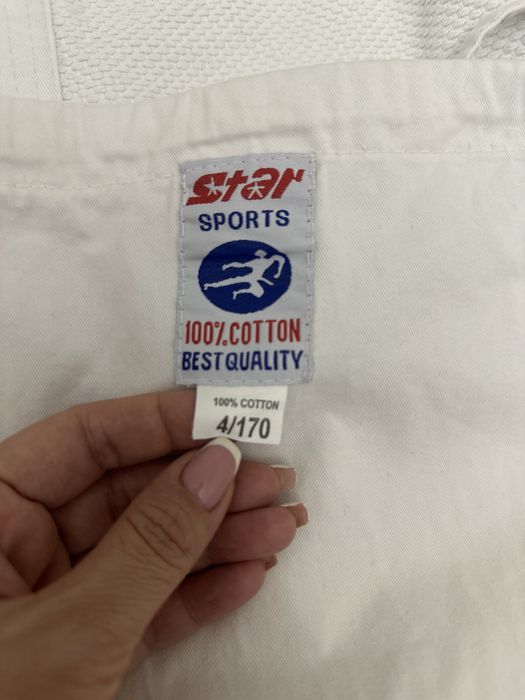 Star
SPORTS
100%.COTTON
BEST QUALITY
100% COTTON
4/170